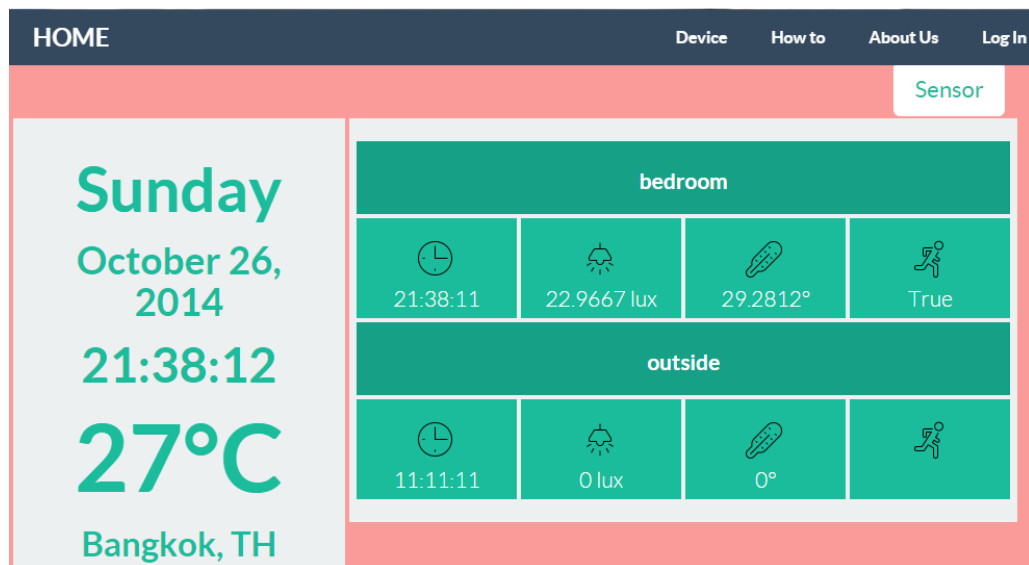 HOME Device How to About Us Log In
Sensor
Sunday
October 26,
2014
21:38:12
27°C
Bangkok, TH
bedroom
21:38:11 22.9667 lux 29.2812° True
outside
11:11:11 0 lux 0°